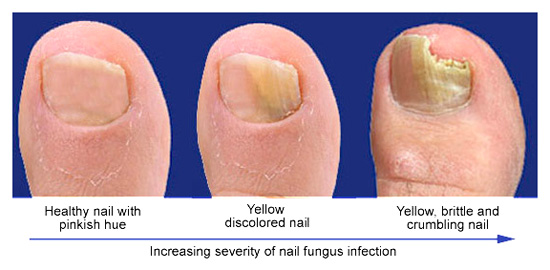 Healthy nail with
pinkish hue
Yellow
discolored nail
Yellow, brittle and
crumbling nail
Increasing severity of nail fungus infection